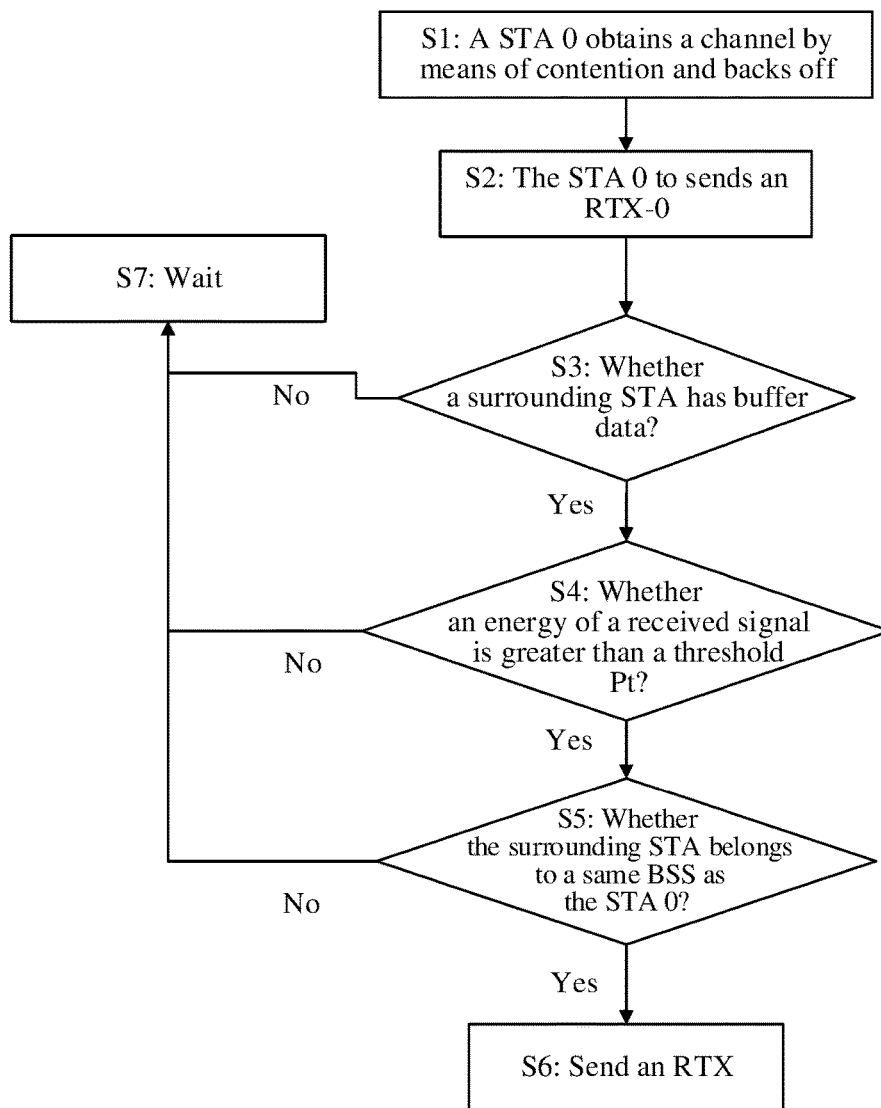 S1: A STA 0 obtains a channel by
means of contention and backs off
S2: The STA 0 to sends an
RTX-0
S7: Wait
S3: Whether
a surrounding STA has buffer
data?
No
Yes
S4: Whether
an energy of a received signal
is greater than a threshold
Pt?
No
Yes
S5: Whether
the surrounding STA belongs
to a same BSS as
the STA 0?
No
Yes
S6: Send an RTX